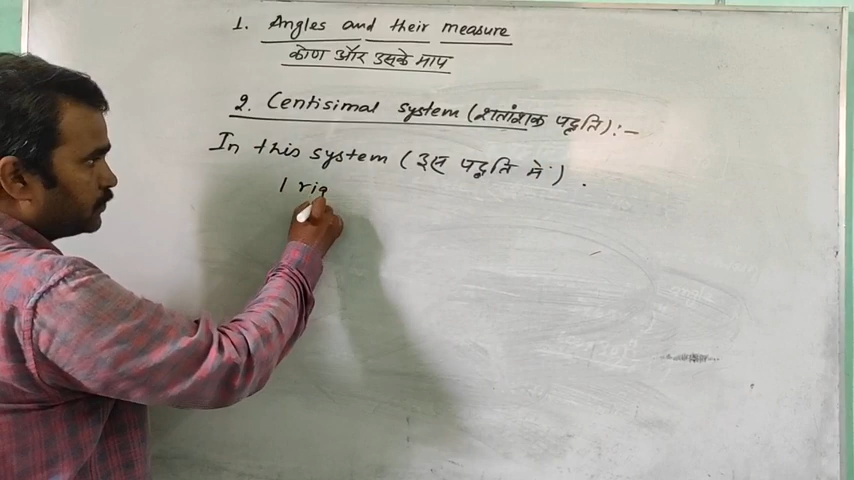 1. Angles and their measure
कोण और उसके माप
2. Centisimal system (शतांशक पद्धति) :-
In this system (इस पद्धति मे) .
1 rig